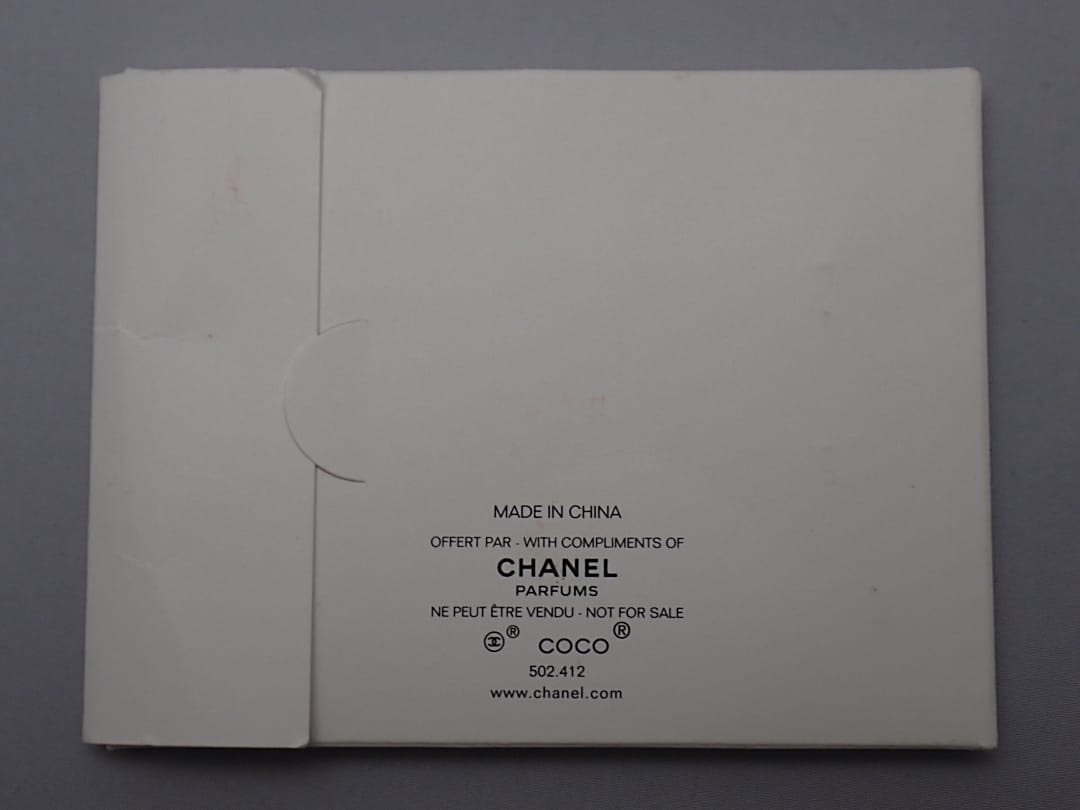 MADE IN CHINA
OFFERT PAR - WITH COMPLIMENTS OF
CHANEL
PARFUMS
NE PEUT ÊTRE VENDU - NOT FOR SALE
® COCO®
502.412
www.chanel.com